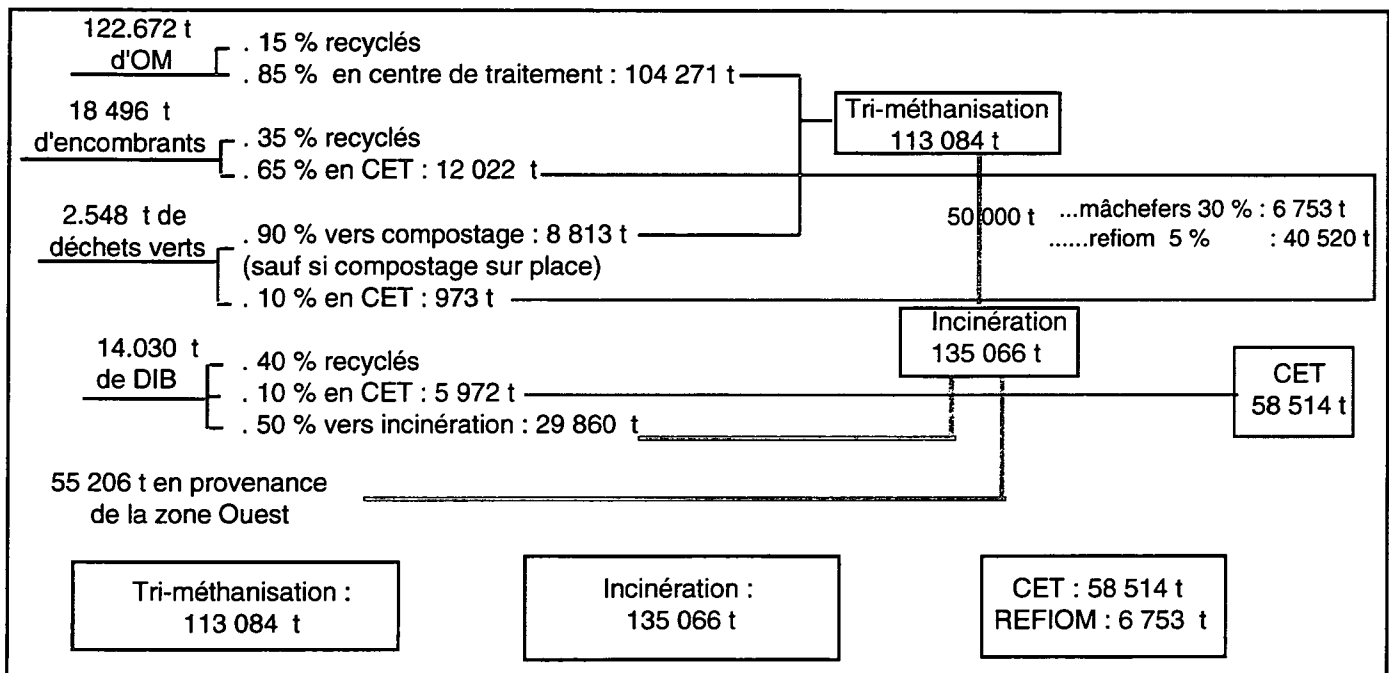 122.672 t
d'OM
. 15 % recyclés
. 85 % en centre de traitement : 104 271 t
18 496 t
d'encombrants
. 35 % recyclés
. 65 % en CET : 12 022 t
Tri-méthanisation
113 084 t
2.548 t de
déchets verts
. 90 % vers compostage : 8 813 t
(sauf si compostage sur place)
. 10 % en CET : 973 t
50 000 t
...mâchefers 30 % : 6 753 t
......refiom 5 % : 40 520 t
Incinération
135 066 t
14.030 t
de DIB
. 40 % recyclés
. 10 % en CET : 5 972 t
. 50 % vers incinération : 29 860 t
CET
58 514 t
55 206 t en provenance
de la zone Ouest
Tri-méthanisation :
113 084 t
Incinération :
135 066 t
CET : 58 514 t
REFIOM : 6 753 t